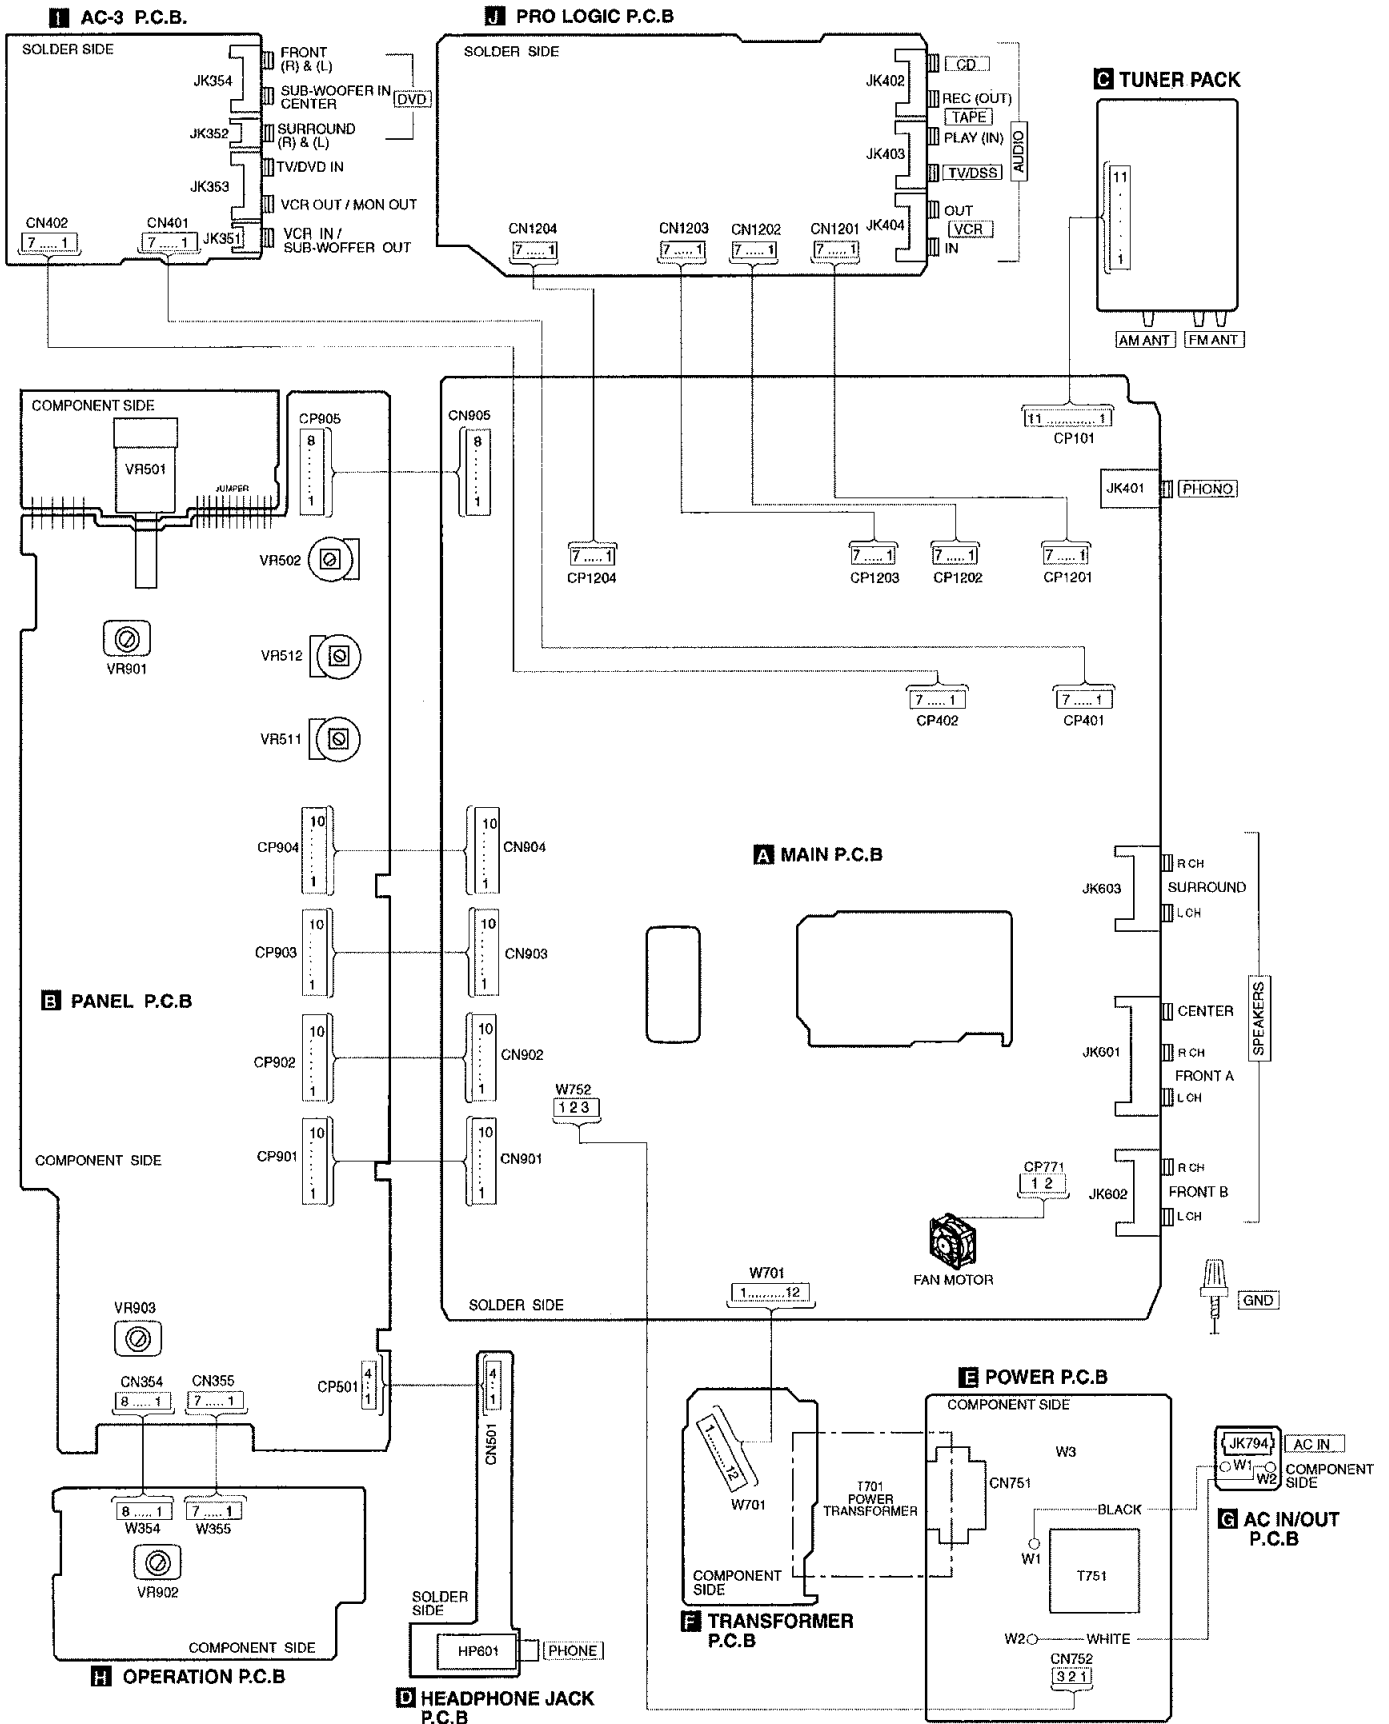 I AC-3 P.C.B.
SOLDER SIDE
JK354
FRONT
(R) & (L)
SUB-WOOFER IN
CENTER
DVD
JK352
SURROUND
(R) & (L)
TV/DVD IN
JK353
VCR OUT / MON OUT
CN402
7 ..... 1
CN401
7 ..... 1
JK351
VCR IN /
SUB-WOFFER OUT
J PRO LOGIC P.C.B
SOLDER SIDE
JK402
CD
REC (OUT)
TAPE
PLAY (IN)
JK403
TV/DSS
AUDIO
JK404
OUT
VCR
IN
CN1204
7 ..... 1
CN1203
7 ..... 1
CN1202
7 ..... 1
CN1201
7 ..... 1
C TUNER PACK
11
1
AM ANT
FM ANT
COMPONENT SIDE
VR501
JUMPER
CP905
8
1
CN905
8
1
11 ............ 1
CP101
JK401
PHONO
VR502
7 ..... 1
CP1204
7 ..... 1
CP1203
7 ..... 1
CP1202
7 ..... 1
CP1201
VR901
VR512
7 ..... 1
CP402
7 ..... 1
CP401
VR511
CP904
10
1
10
1
CN904
A MAIN P.C.B
JK603
R CH
SURROUND
L CH
CP903
10
1
10
1
CN903
B PANEL P.C.B
SPEAKERS
CENTER
JK601
R CH
FRONT A
L CH
CP902
10
1
10
1
CN902
W752
1 2 3
COMPONENT SIDE
CP901
10
1
10
1
CN901
CP771
1 2
JK602
R CH
FRONT B
L CH
FAN MOTOR
W701
1..........12
SOLDER SIDE
GND
VR903
CN354
8 ..... 1
CN355
7 ..... 1
CP501
4
1
4
1
CN501
E POWER P.C.B
COMPONENT SIDE
W3
1.........12
W701
T701
POWER
TRANSFORMER
CN751
JK794
AC IN
W1
W2
COMPONENT
SIDE
BLACK
G AC IN/OUT
P.C.B
W1
T751
8 ..... 1
W354
7 ..... 1
W355
VR902
COMPONENT SIDE
H OPERATION P.C.B
SOLDER
SIDE
HP601
PHONE
D HEADPHONE JACK
P.C.B
COMPONENT
SIDE
F TRANSFORMER
P.C.B
W2
WHITE
CN752
3 2 1